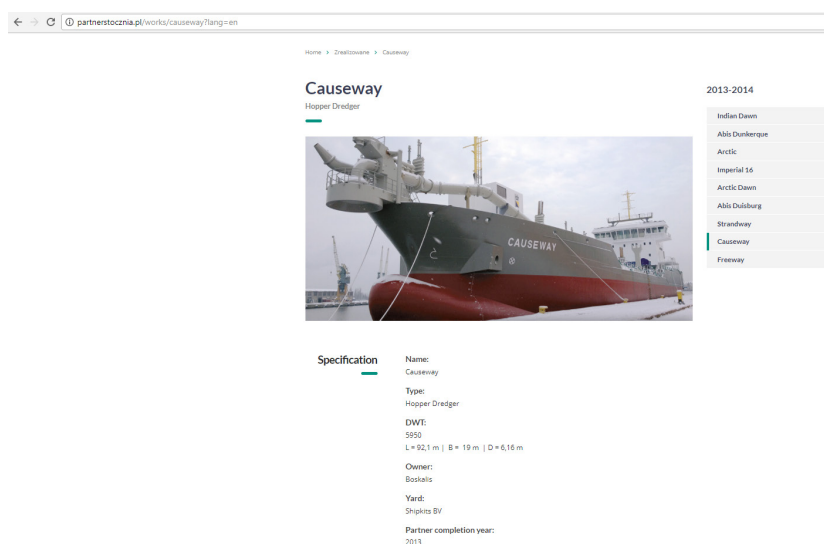 partnerstocznia.pl/works/causeway?lang=en
Home > Zrealizowane > Causeway
Causeway
Hopper Dredger
CAUSEWAY
2013-2014
Indian Dawn
Abis Dunkerque
Arctic
Imperial 16
Arctic Dawn
Abis Duisburg
Strandway
Causeway
Freeway
Specification
Name:
Causeway
Type:
Hopper Dredger
DWT:
5950
L = 92,1 m | B = 19 m | D = 6,16 m
Owner:
Boskalis
Yard:
Shipkits BV
Partner completion year:
2013